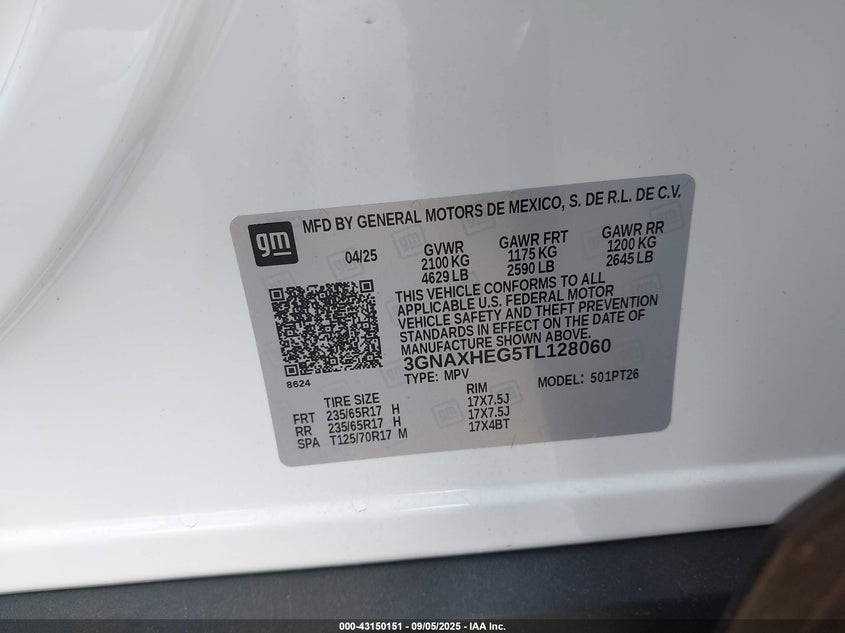 gm
MFD BY GENERAL MOTORS DE MEXICO, S. DE R.L. DE C.V.
04/25 GVWR GAWR FRT GAWR RR
2100 KG 1175 KG 1200 KG
4629 LB 2590 LB 2645 LB
THIS VEHICLE CONFORMS TO ALL
APPLICABLE U.S. FEDERAL MOTOR
VEHICLE SAFETY AND THEFT PREVENTION
STANDARDS IN EFFECT ON THE DATE OF
MANUFACTURE SHOWN ABOVE.
3GNAXHEG5TL128060
8624
TYPE: MPV MODEL: 501PT26
TIRE SIZE RIM
FRT 235/65R17 H 17X7.5J
RR 235/65R17 H 17X7.5J
SPA T125/70R17 M 17X4BT
000-43150151 - 09/05/2025 - IAA Inc.